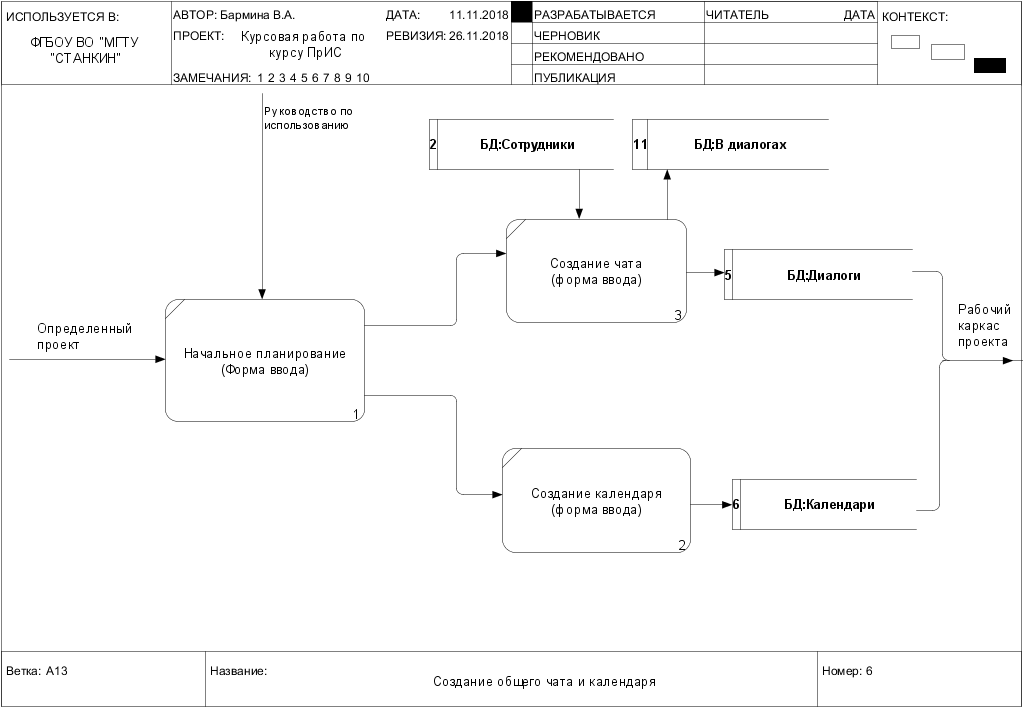 ИСПОЛЬЗУЕТСЯ В:
ФГБОУ ВО "МГТУ
"СТАНКИН"
АВТОР: Бармина В.А.
ДАТА: 11.11.2018
ПРОЕКТ: Курсовая работа по
курсу ПрИС
РЕВИЗИЯ: 26.11.2018
ЗАМЕЧАНИЯ: 1 2 3 4 5 6 7 8 9 10
РАЗРАБАТЫВАЕТСЯ
ЧЕРНОВИК
РЕКОМЕНДОВАНО
ПУБЛИКАЦИЯ
ЧИТАТЕЛЬ ДАТА
КОНТЕКСТ:
Руководство по
использованию
2 БД:Сотрудники
11 БД:В диалогах
Создание чата
(форма ввода)
3
5 БД:Диалоги
Определенный
проект
Начальное планирование
(Форма ввода)
1
Рабочий
каркас
проекта
Создание календаря
(форма ввода)
2
6 БД:Календари
Ветка: A13
Название:
Создание общего чата и календаря
Номер: 6